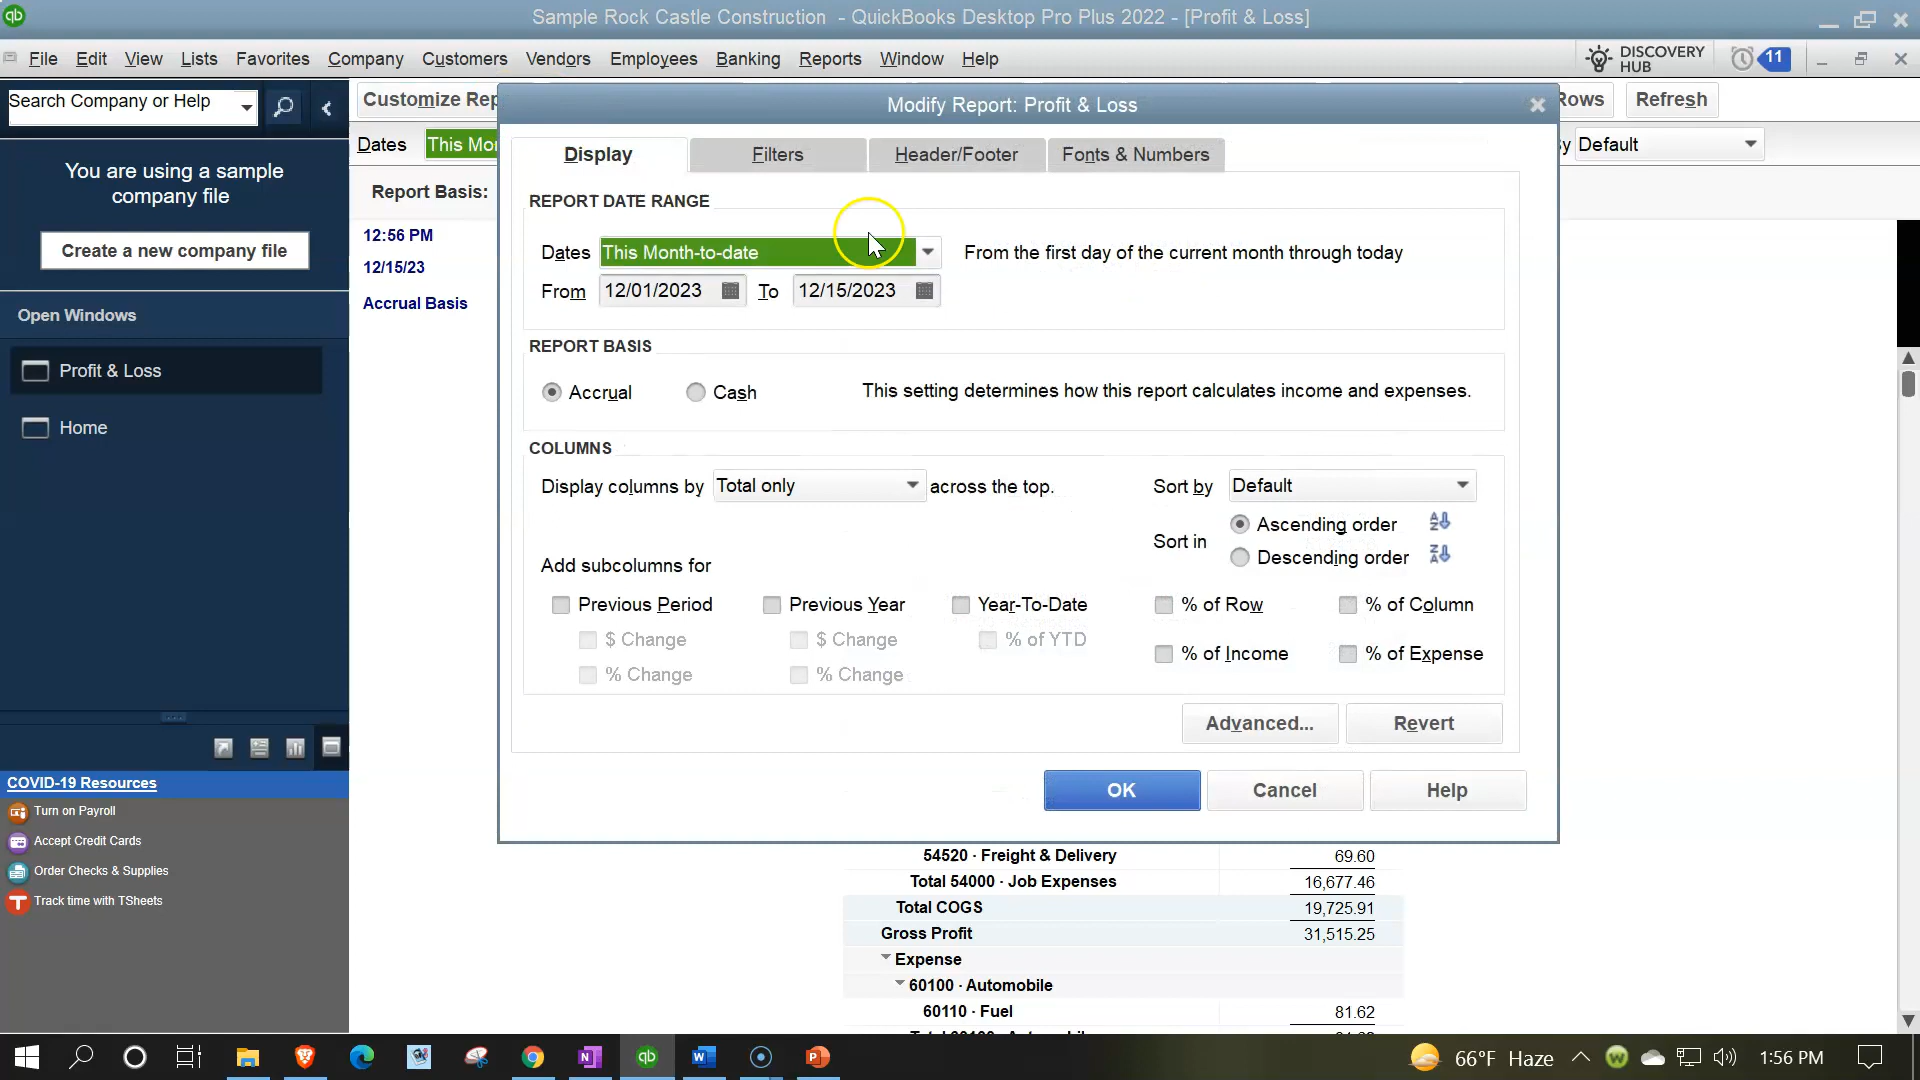 Sample Rock Castle Construction - QuickBooks Desktop Pro Plus 2022 - [Profit & Loss]
File Edit View Lists Favorites Company Customers Vendors Employees Banking Reports Window Help
DISCOVERY HUB
11
Search Company or Help
Customize Rep
Rows
Refresh
Dates This Mon
y Default
Report Basis:
You are using a sample
company file
Create a new company file
Open Windows
Profit & Loss
Home
COVID-19 Resources
Turn on Payroll
Accept Credit Cards
Order Checks & Supplies
Track time with TSheets
12:56 PM
12/15/23
Accrual Basis
Modify Report: Profit & Loss
Display Filters Header/Footer Fonts & Numbers
REPORT DATE RANGE
Dates This Month-to-date From the first day of the current month through today
From 12/01/2023 To 12/15/2023
REPORT BASIS
Accrual Cash This setting determines how this report calculates income and expenses.
COLUMNS
Display columns by Total only across the top. Sort by Default
Sort in Ascending order
Descending order
Add subcolumns for
Previous Period Previous Year Year-To-Date % of Row % of Column
$ Change $ Change % of YTD
% of Income % of Expense
% Change % Change
Advanced... Revert
OK Cancel Help
54520 · Freight & Delivery 69.60
Total 54000 · Job Expenses 16,677.46
Total COGS 19,725.91
Gross Profit 31,515.25
Expense
60100 · Automobile
60110 · Fuel 81.62
66°F Haze 1:56 PM